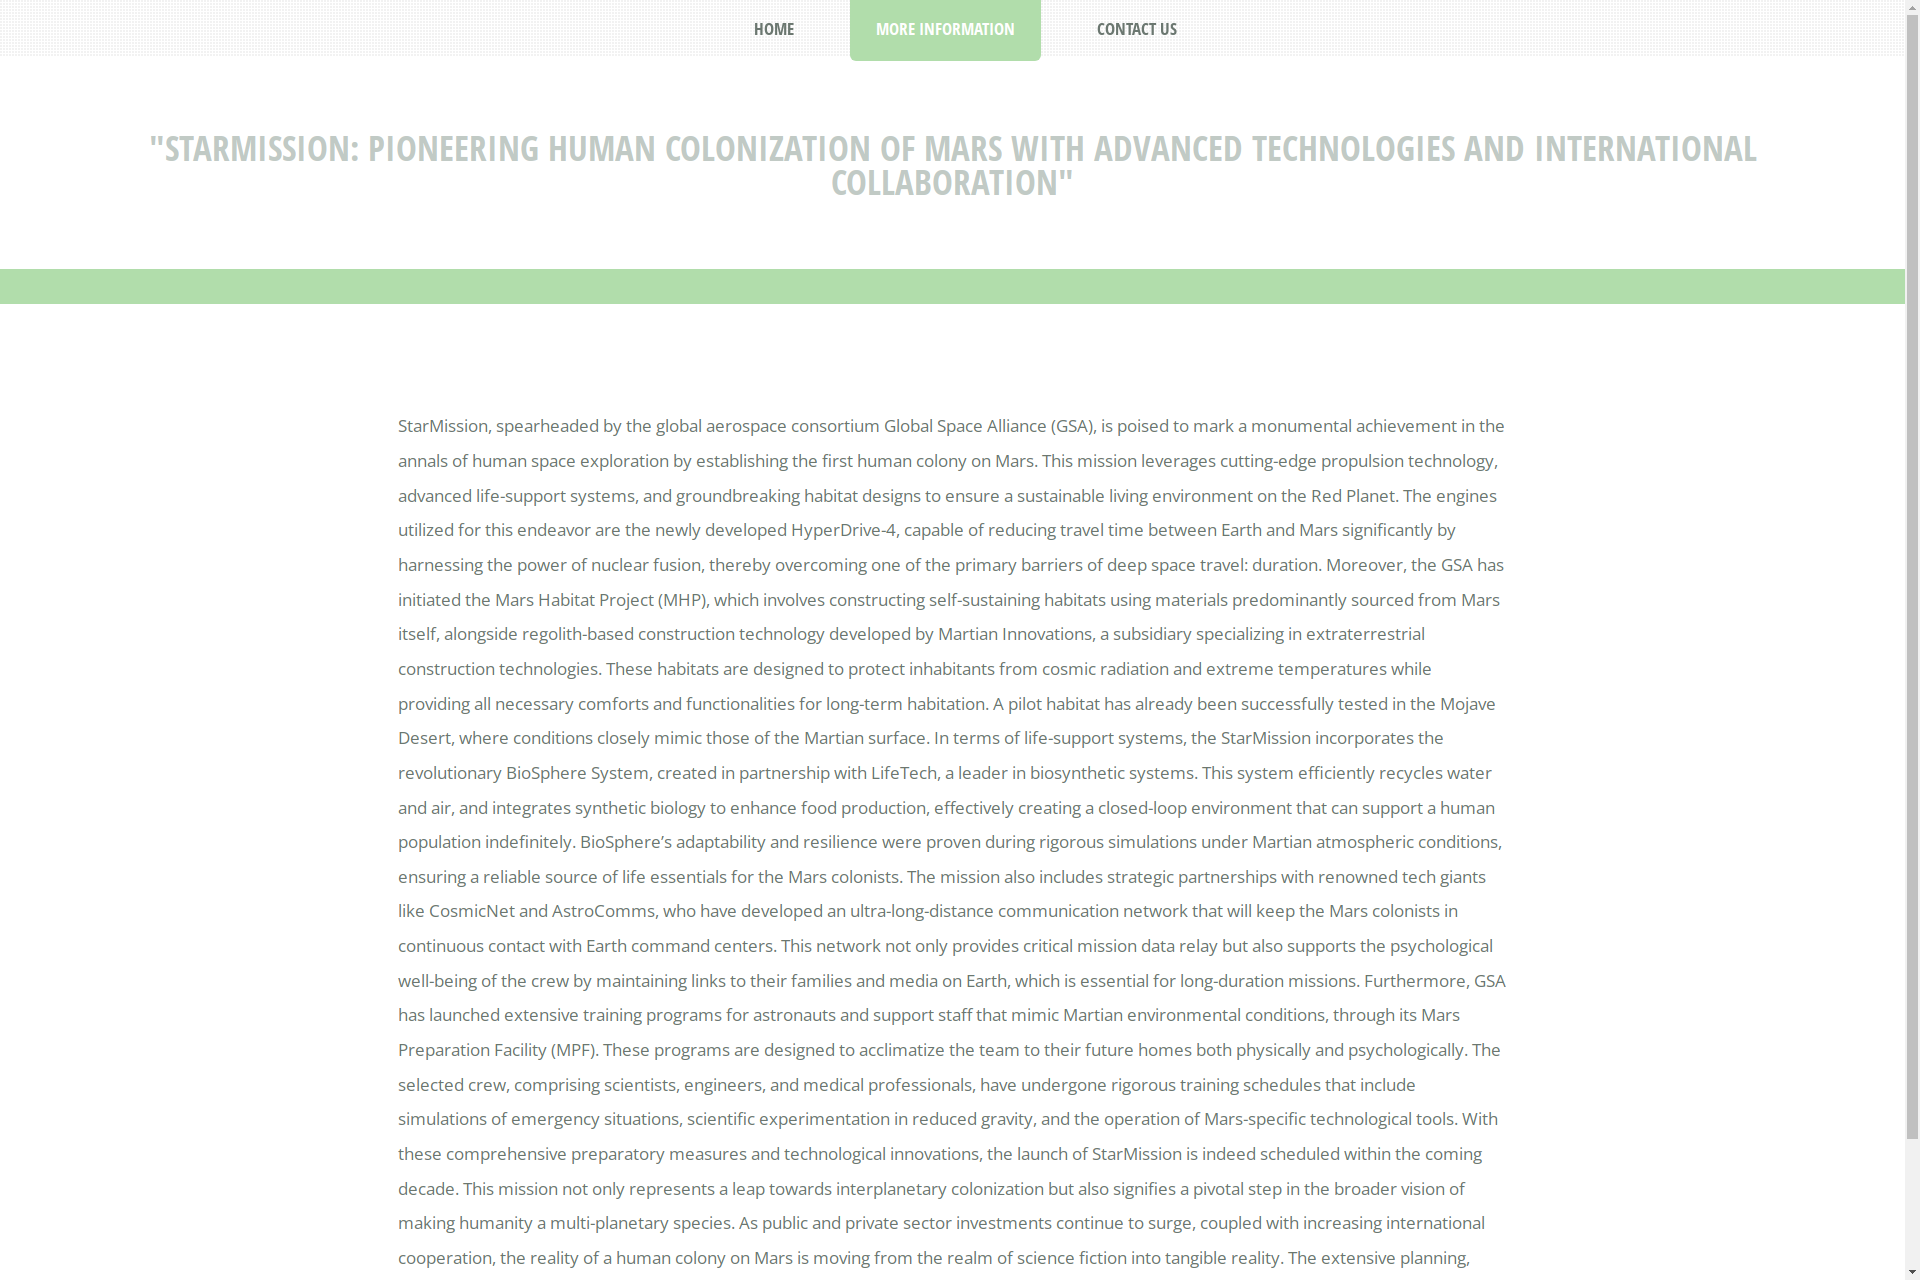 HOME
MORE INFORMATION
CONTACT US
"STARMISSION: PIONEERING HUMAN COLONIZATION OF MARS WITH ADVANCED TECHNOLOGIES AND INTERNATIONAL
COLLABORATION"
StarMission, spearheaded by the global aerospace consortium Global Space Alliance (GSA), is poised to mark a monumental achievement in the
annals of human space exploration by establishing the first human colony on Mars. This mission leverages cutting-edge propulsion technology,
advanced life-support systems, and groundbreaking habitat designs to ensure a sustainable living environment on the Red Planet. The engines
utilized for this endeavor are the newly developed HyperDrive-4, capable of reducing travel time between Earth and Mars significantly by
harnessing the power of nuclear fusion, thereby overcoming one of the primary barriers of deep space travel: duration. Moreover, the GSA has
initiated the Mars Habitat Project (MHP), which involves constructing self-sustaining habitats using materials predominantly sourced from Mars
itself, alongside regolith-based construction technology developed by Martian Innovations, a subsidiary specializing in extraterrestrial
construction technologies. These habitats are designed to protect inhabitants from cosmic radiation and extreme temperatures while
providing all necessary comforts and functionalities for long-term habitation. A pilot habitat has already been successfully tested in the Mojave
Desert, where conditions closely mimic those of the Martian surface. In terms of life-support systems, the StarMission incorporates the
revolutionary BioSphere System, created in partnership with LifeTech, a leader in biosynthetic systems. This system efficiently recycles water
and air, and integrates synthetic biology to enhance food production, effectively creating a closed-loop environment that can support a human
population indefinitely. BioSphere’s adaptability and resilience were proven during rigorous simulations under Martian atmospheric conditions,
ensuring a reliable source of life essentials for the Mars colonists. The mission also includes strategic partnerships with renowned tech giants
like CosmicNet and AstroComms, who have developed an ultra-long-distance communication network that will keep the Mars colonists in
continuous contact with Earth command centers. This network not only provides critical mission data relay but also supports the psychological
well-being of the crew by maintaining links to their families and media on Earth, which is essential for long-duration missions. Furthermore, GSA
has launched extensive training programs for astronauts and support staff that mimic Martian environmental conditions, through its Mars
Preparation Facility (MPF). These programs are designed to acclimatize the team to their future homes both physically and psychologically. The
selected crew, comprising scientists, engineers, and medical professionals, have undergone rigorous training schedules that include
simulations of emergency situations, scientific experimentation in reduced gravity, and the operation of Mars-specific technological tools. With
these comprehensive preparatory measures and technological innovations, the launch of StarMission is indeed scheduled within the coming
decade. This mission not only represents a leap towards interplanetary colonization but also signifies a pivotal step in the broader vision of
making humanity a multi-planetary species. As public and private sector investments continue to surge, coupled with increasing international
cooperation, the reality of a human colony on Mars is moving from the realm of science fiction into tangible reality. The extensive planning,